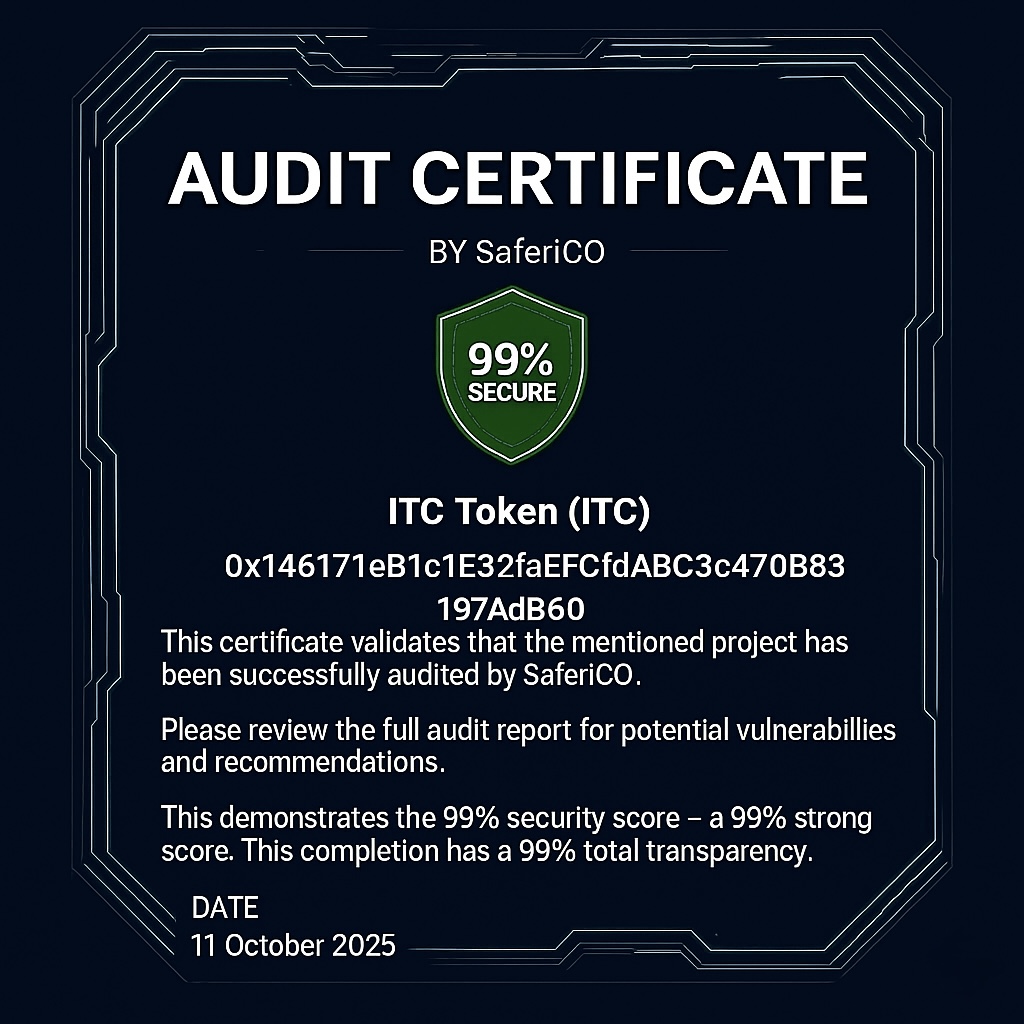 AUDIT CERTIFICATE
BY SaferiCO
99%
SECURE
ITC Token (ITC)
0x146171eB1c1E32faEFCfdABC3c470B83
197AdB60
This certificate validates that the mentioned project has
been successfully audited by SaferiCO.
Please review the full audit report for potential vulnerabillies
and recommendations.
This demonstrates the 99% security score – a 99% strong
score. This completion has a 99% total transparency.
DATE
11 October 2025